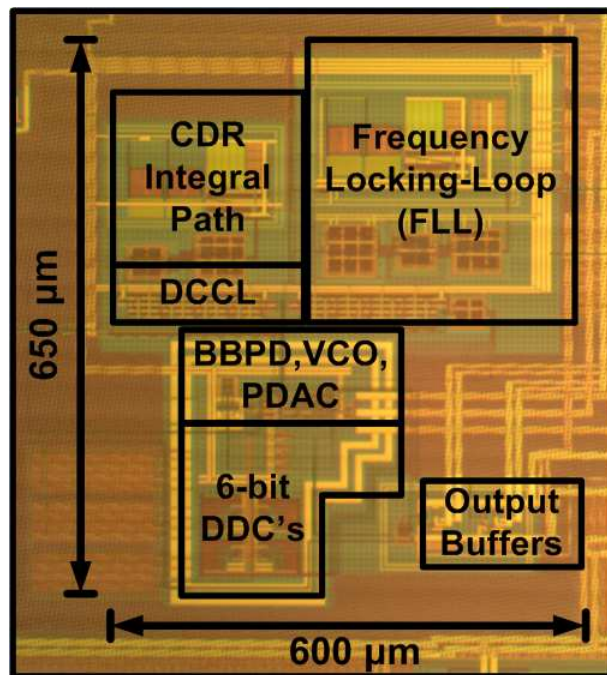 CDR
Integral
Path
Frequency
Locking-Loop
(FLL)
DCCL
650 µm
BBPD,VCO,
PDAC
6-bit
DDC's
Output
Buffers
600 µm